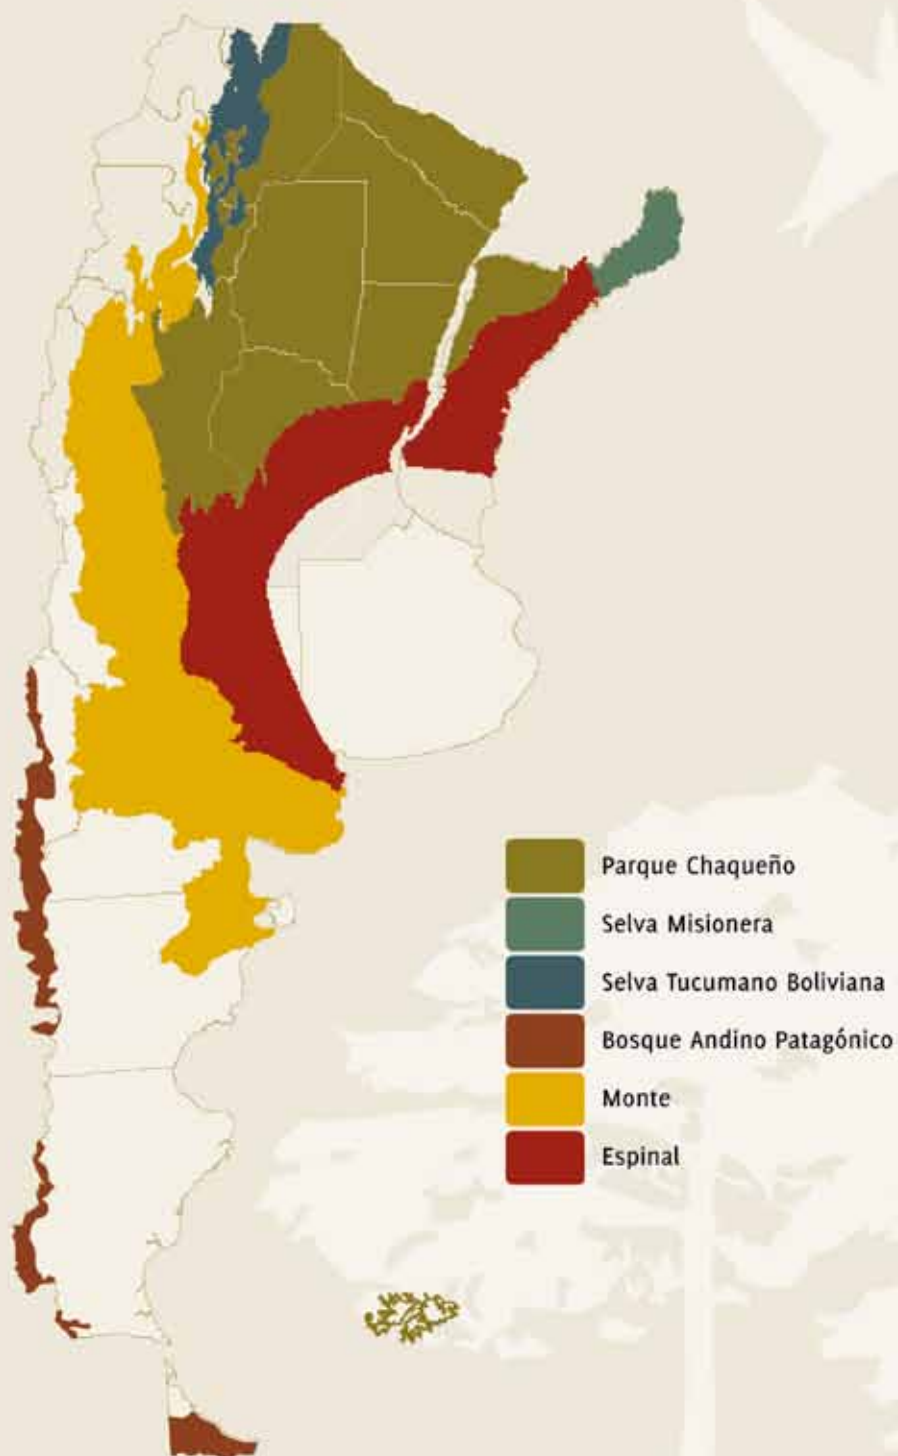 Parque Chaqueño
Selva Misionera
Selva Tucumano Boliviana
Bosque Andino Patagónico
Monte
Espinal